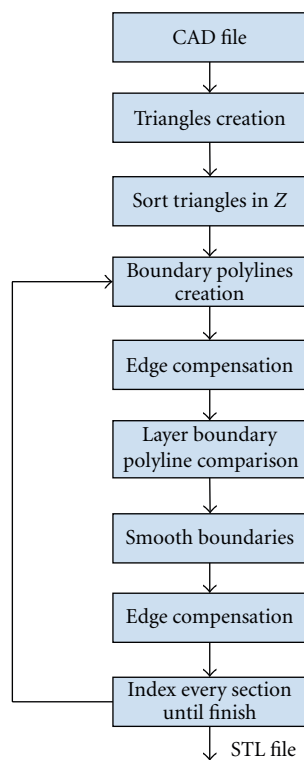 CAD file
Triangles creation
Sort triangles in Z
Boundary polylines
creation
Edge compensation
Layer boundary
polyline comparison
Smooth boundaries
Edge compensation
Index every section
until finish
STL file